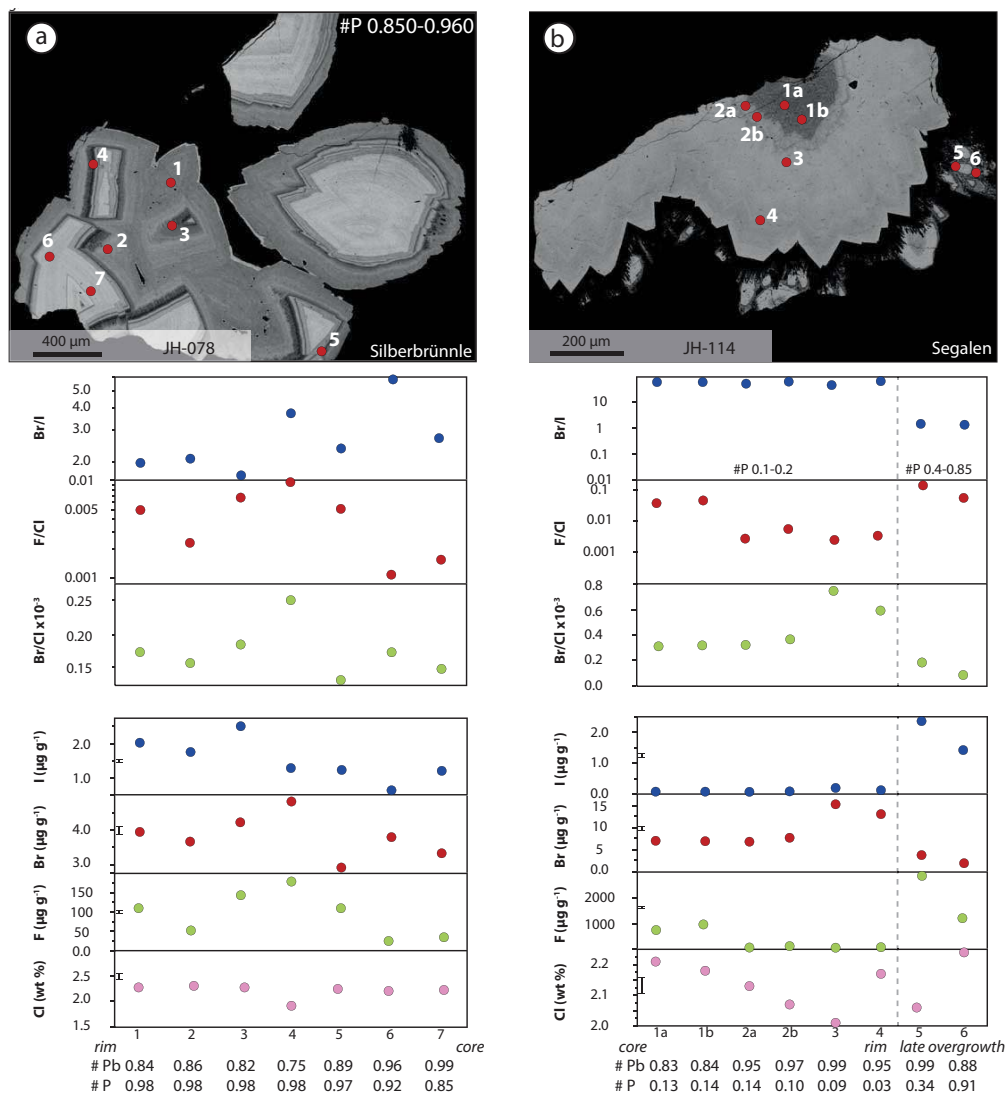 a
#P 0.850-0.960
4
1
3
2
6
7
5
400 µm
JH-078
Silberbrünnle
b
1a
2a
1b
2b
3
4
5
6
200 µm
JH-114
Segalen
Br/I
5.0
4.0
3.0
2.0
0.01
F/Cl
0.005
0.001
Br/Cl x10⁻³
0.25
0.20
0.15
I (µg g⁻¹)
2.0
1.0
Br (µg g⁻¹)
4.0
3.0
F (µg g⁻¹)
150
100
50
0.0
Cl (wt %)
2.5
2.0
1.5
1 2 3 4 5 6 7
rim core
# Pb 0.84 0.86 0.82 0.75 0.89 0.96 0.99
# P 0.98 0.98 0.98 0.98 0.97 0.92 0.85
Br/I
10
1
0.01
#P 0.1-0.2
#P 0.4-0.85
F/Cl
0.1
0.01
0.001
Br/Cl x10⁻³
0.8
0.6
0.4
0.2
0.0
I (µg g⁻¹)
2.0
1.0
0.0
Br (µg g⁻¹)
15
10
5
0.0
F (µg g⁻¹)
2000
1000
Cl (wt %)
2.2
2.1
2.0
1a 1b 2a 2b 3 4 5 6
core rim late overgrowth
# Pb 0.83 0.84 0.95 0.97 0.99 0.95 0.99 0.88
# P 0.13 0.14 0.14 0.10 0.09 0.03 0.34 0.91